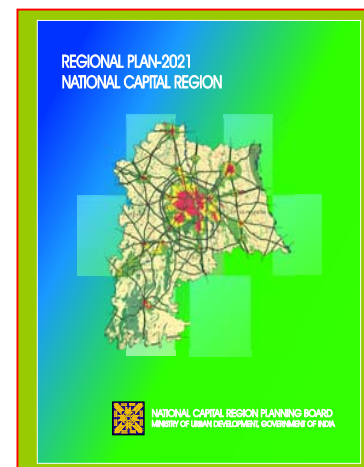 REGIONAL PLAN-2021
NATIONAL CAPITAL REGION
NATIONAL CAPITAL REGION PLANNING BOARD
MINISTRY OF URBAN DEVELOPMENT, GOVERNMENT OF INDIA